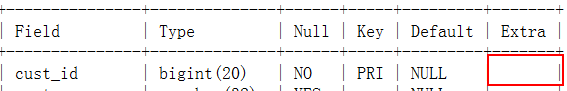 | Field | Type | Null | Key | Default | Extra |
| cust_id | bigint(20) | NO | PRI | NULL | |